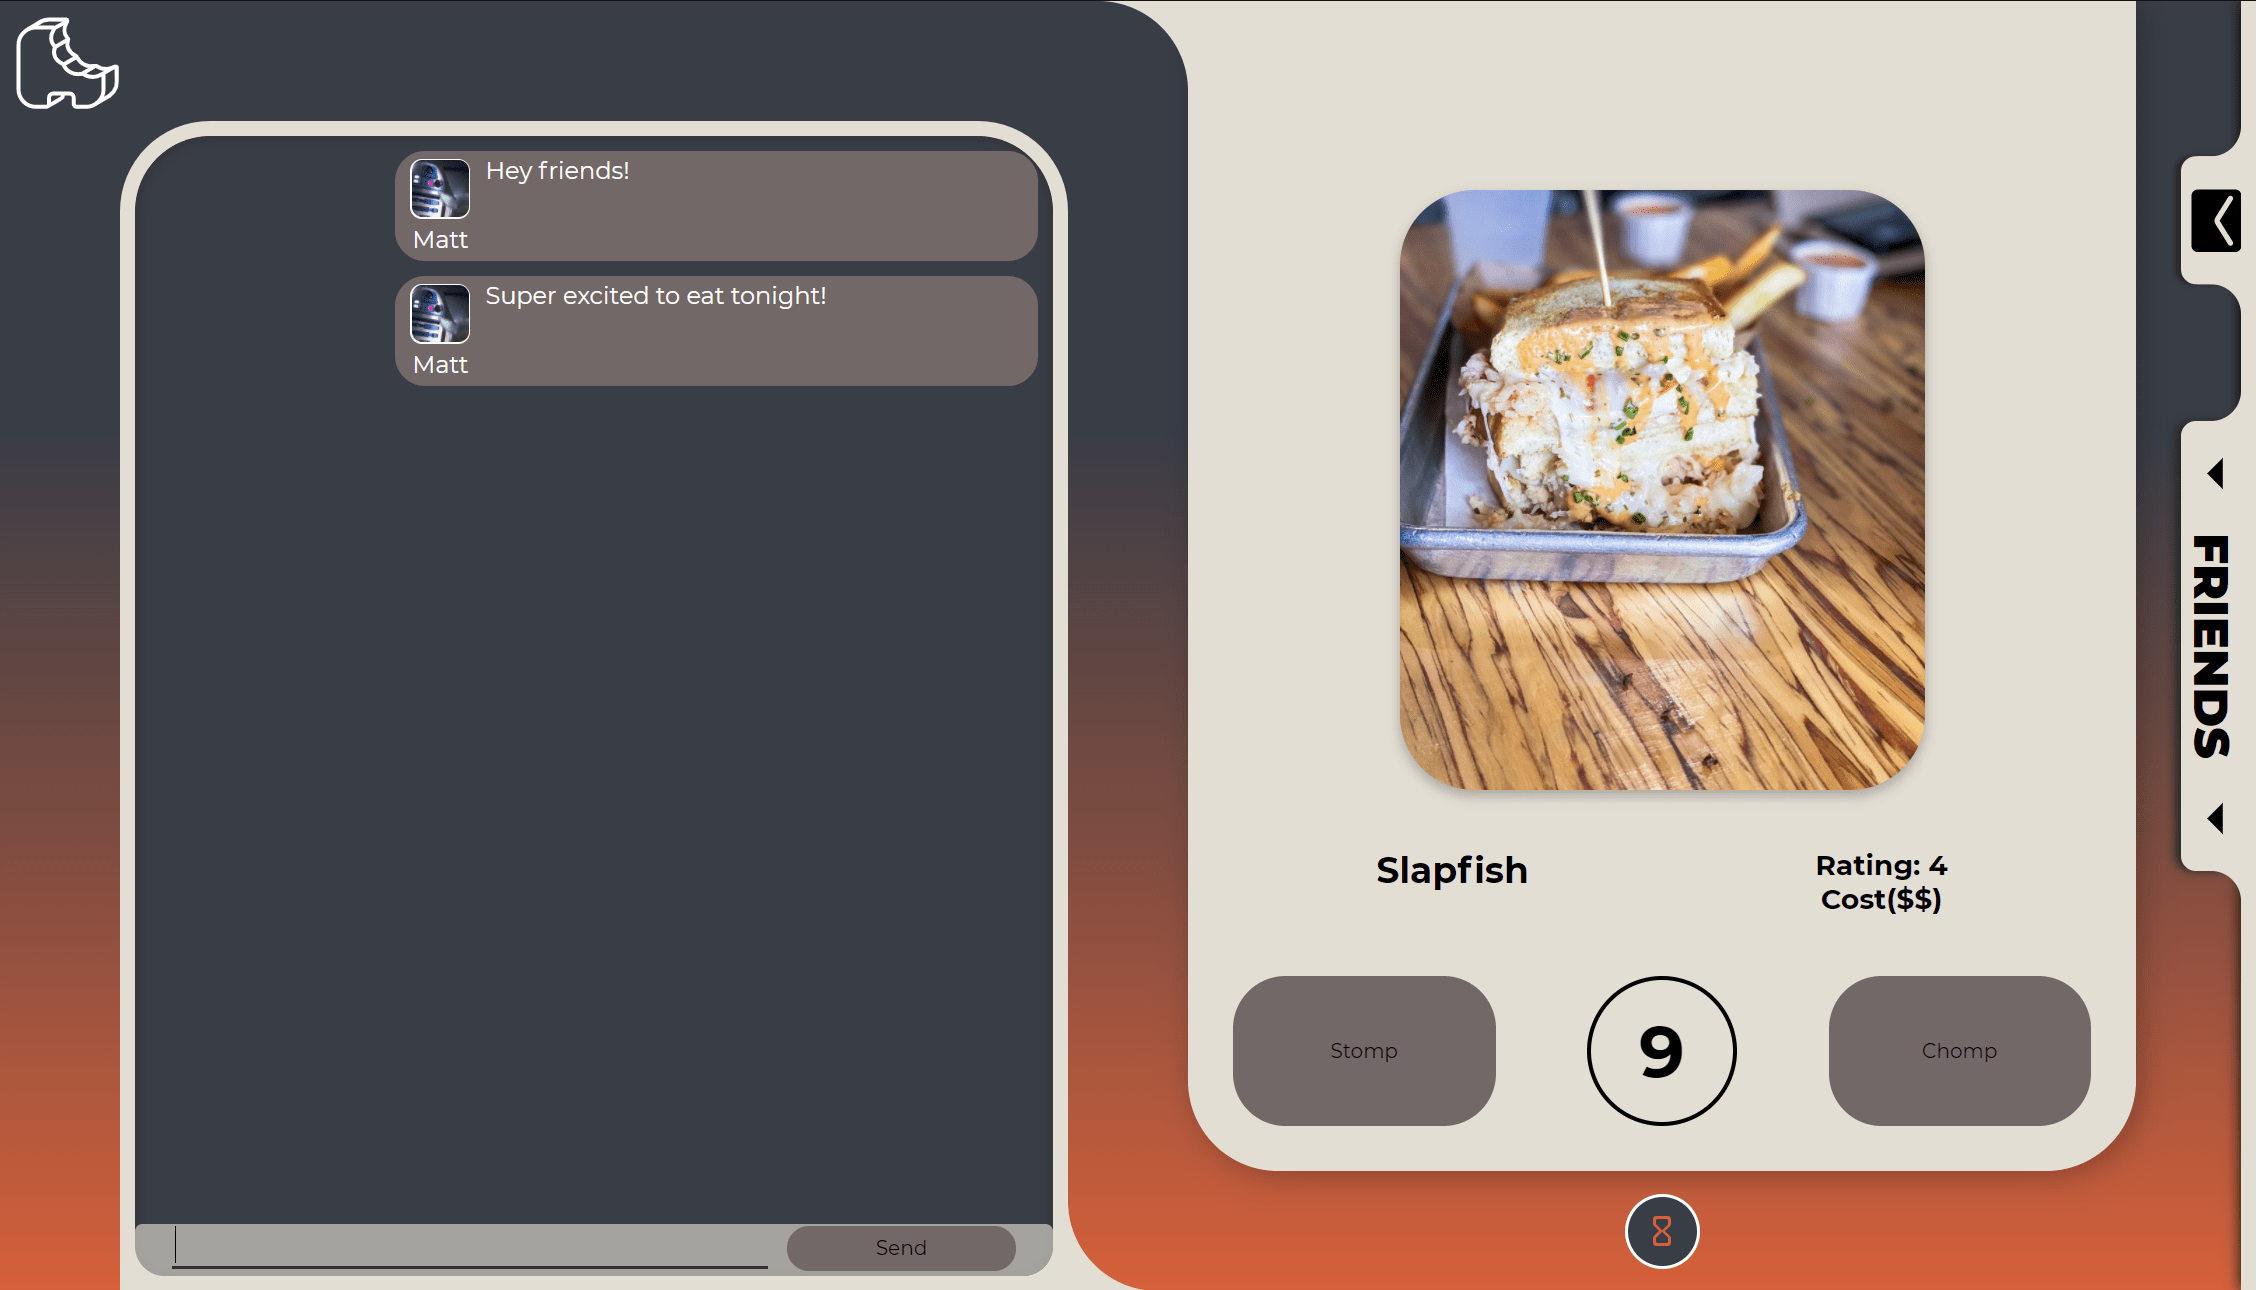 Hey friends!
Matt
Super excited to eat tonight!
Matt
Send
Slapfish
Rating: 4
Cost($$)
Stomp
9
Chomp
FRIENDS